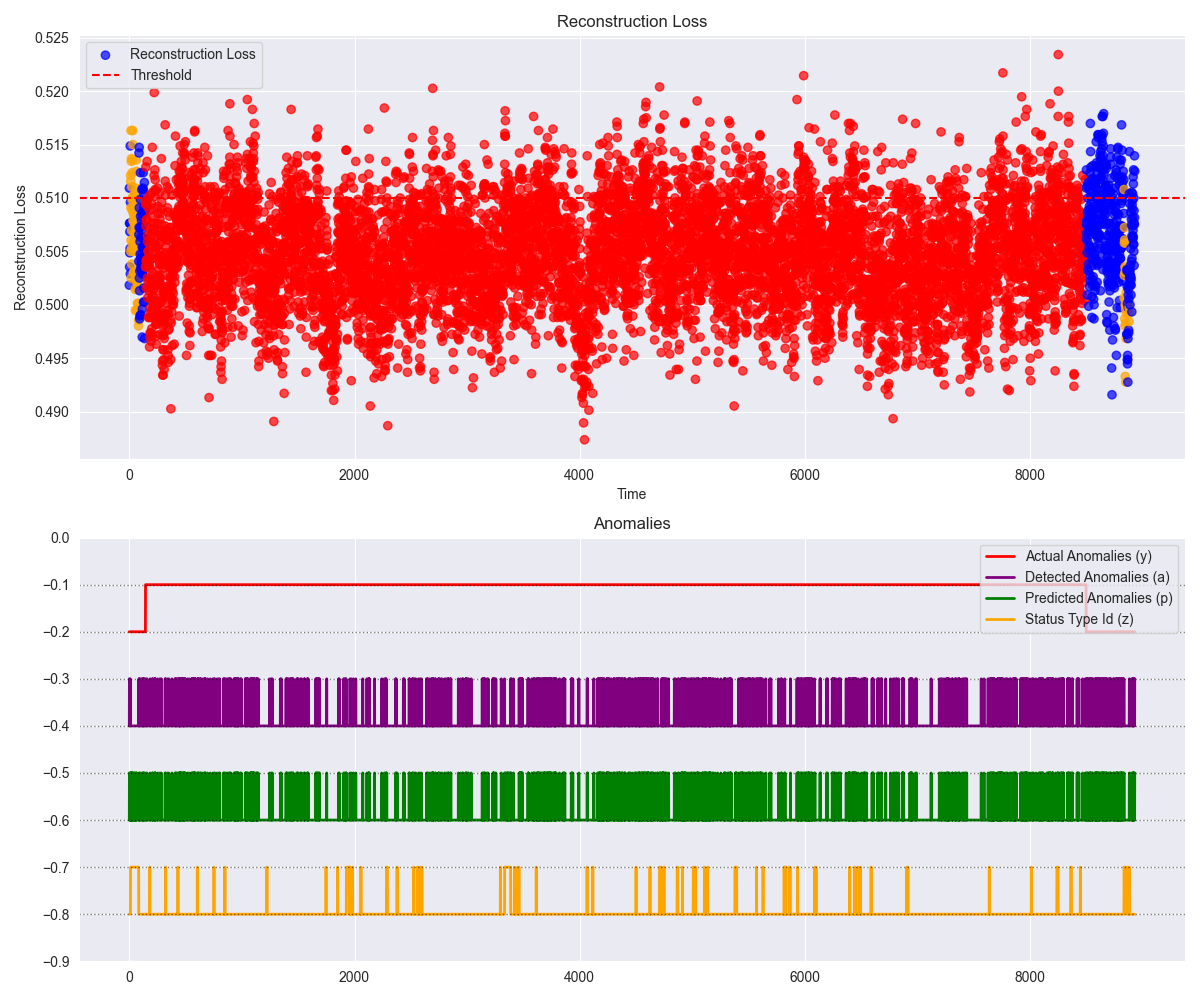 Reconstruction Loss
0.525
0.520
0.515
0.510
0.505
0.500
0.495
0.490
Reconstruction Loss
Reconstruction Loss
Threshold
0 2000 4000 6000 8000
Time
Anomalies
0.0
−0.1
−0.2
−0.3
−0.4
−0.5
−0.6
−0.7
−0.8
−0.9
Actual Anomalies (y)
Detected Anomalies (a)
Predicted Anomalies (p)
Status Type Id (z)
0 2000 4000 6000 8000